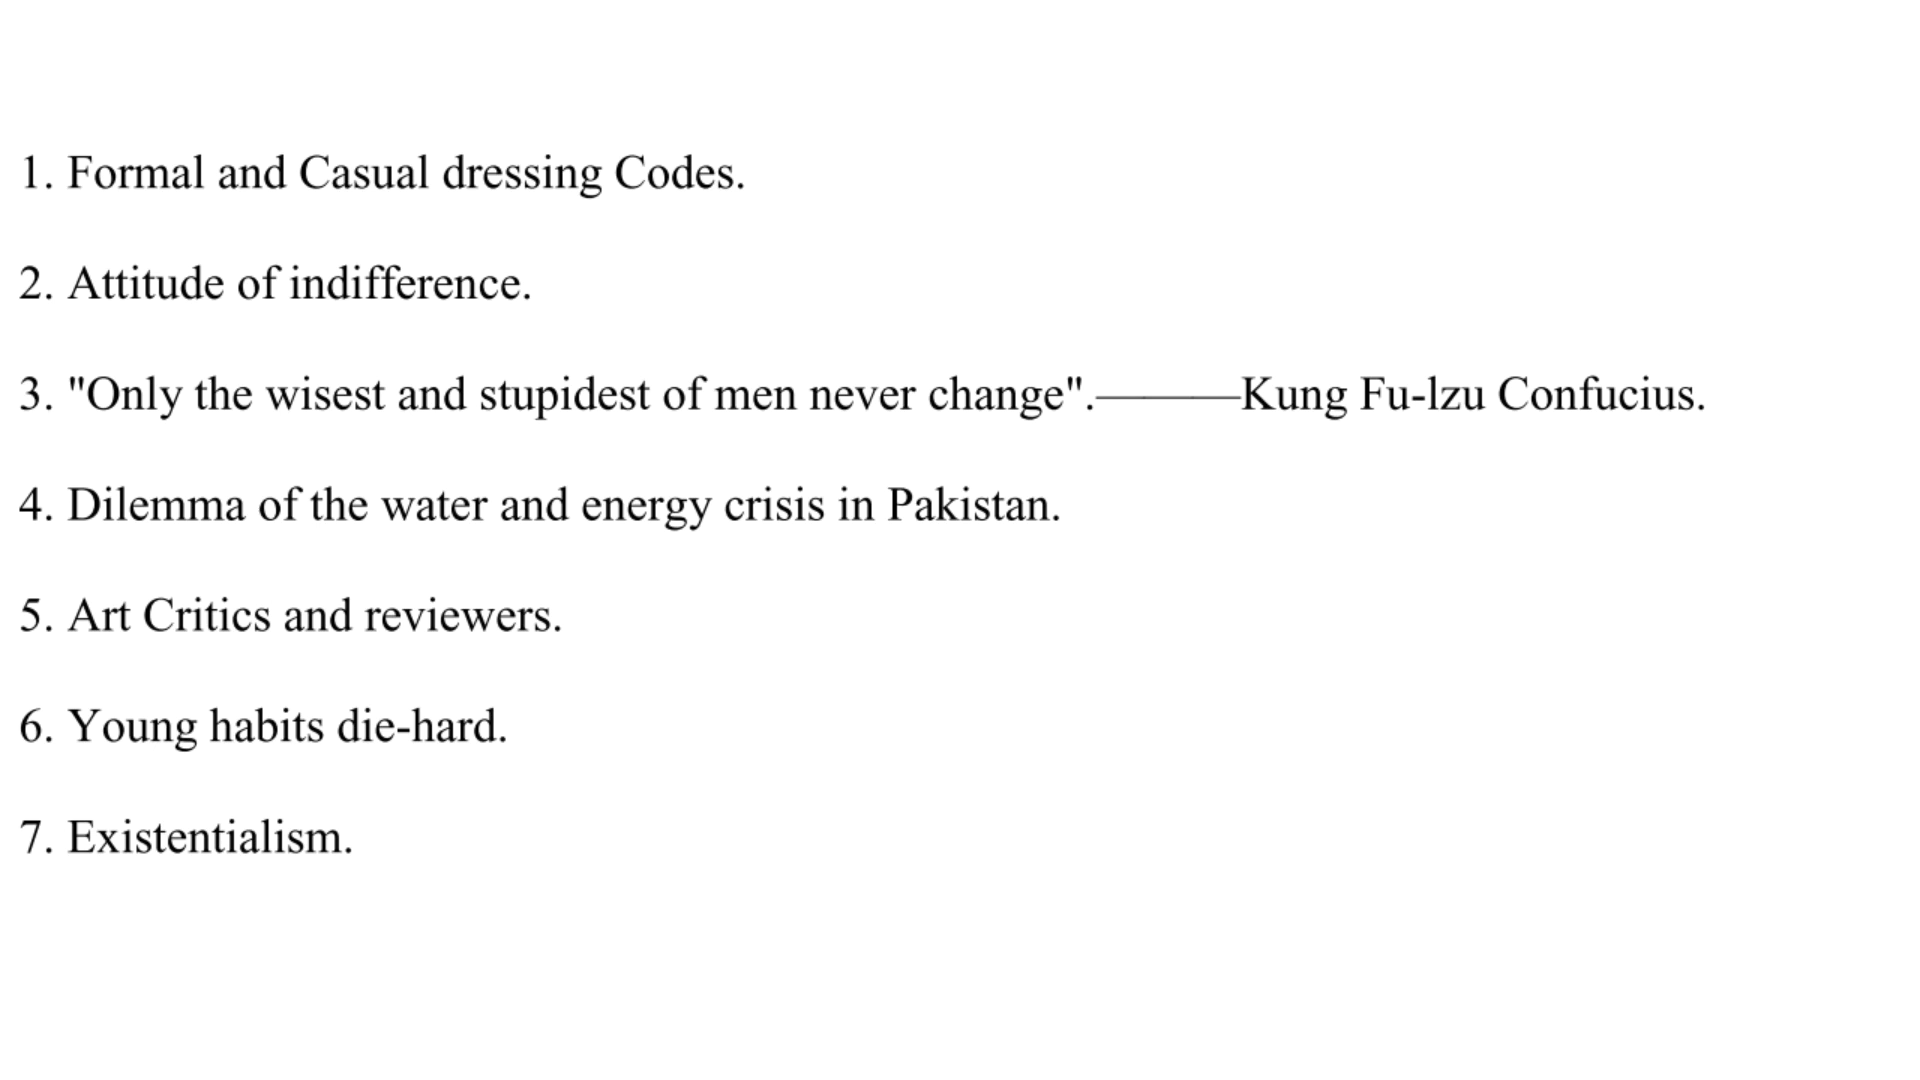 1. Formal and Casual dressing Codes.
2. Attitude of indifference.
3. "Only the wisest and stupidest of men never change".———Kung Fu-lzu Confucius.
4. Dilemma of the water and energy crisis in Pakistan.
5. Art Critics and reviewers.
6. Young habits die-hard.
7. Existentialism.